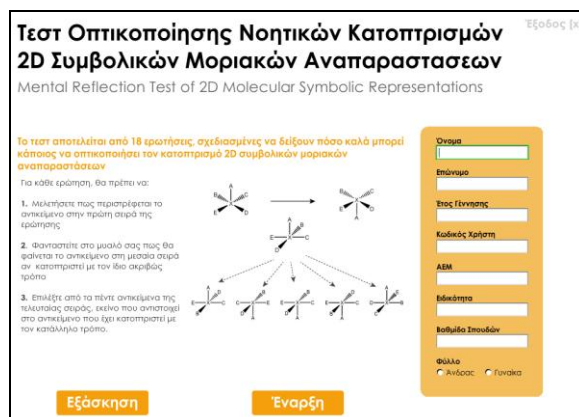 Έξοδος [x
Τεστ Οπτικοποίησης Νοητικών Κατοπτρισμών
2D Συμβολικών Μοριακών Αναπαραστασεων
Mental Reflection Test of 2D Molecular Symbolic Representations
Το τεστ αποτελείται από 18 ερωτήσεις, σχεδιασμένες να δείξουν πόσο καλά μπορεί
κάποιος να οπτικοποιήσει τον κατοπτρισμό 2D συμβολικών μοριακών
αναπαραστάσεων
Για κάθε ερώτηση, θα πρέπει να:
1. Μελετήσετε πως περιστρέφεται το
αντικείμενο στην πρώτη σειρά της
ερώτησης
2. Φανταστείτε στο μυαλό σας πως θα
φαίνεται το αντικείμενο στη μεσαία σειρά
αν κατοπτριστεί με τον ίδιο ακριβώς
τρόπο
3. Επιλέξτε από τα πέντε αντικείμενα της
τελευταίας σειράς, εκείνο που αντιστοιχεί
στο αντικείμενο που έχει κατοπτριστεί με
τον κατάλληλο τρόπο.
Όνομα
Επώνυμο
Έτος Γέννησης
Κωδικός Χρήστη
ΑΕΜ
Ειδικότητα
Βαθμίδα Σπουδών
Φύλλο
Άνδρας Γυναίκα
Εξάσκηση
Έναρξη